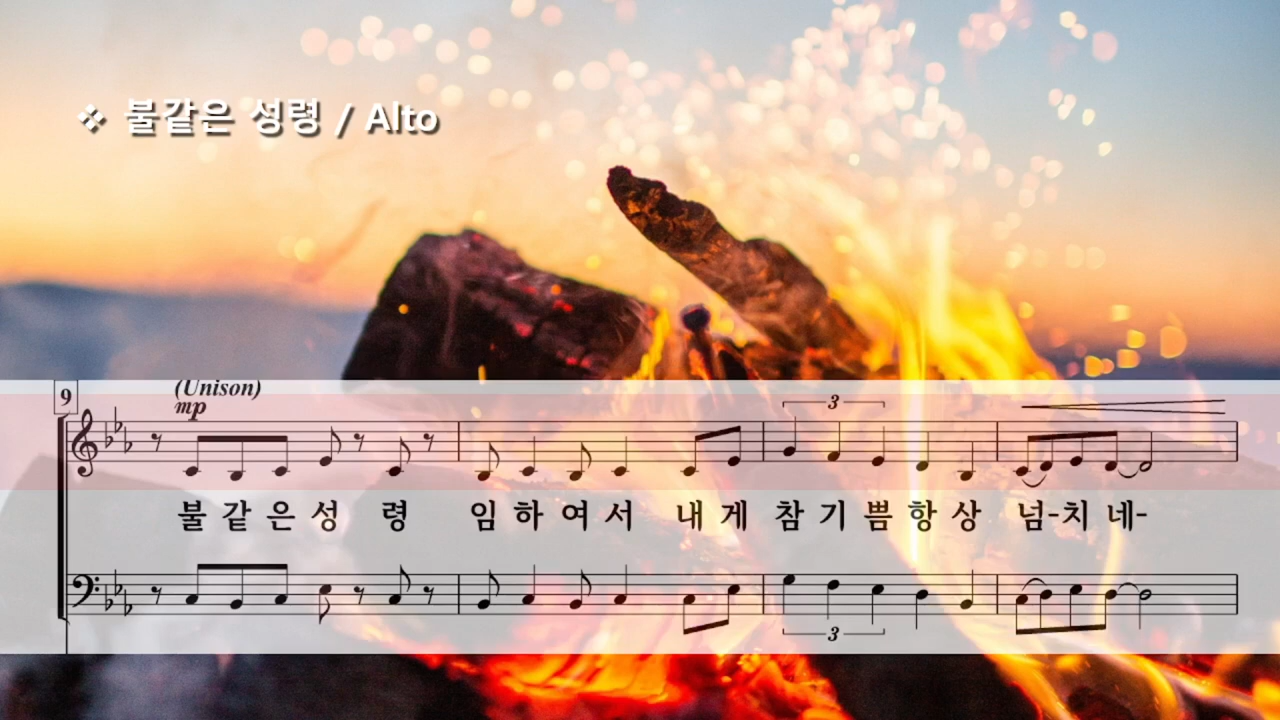 ❖ 불같은 성령 / Alto
9
(Unison)
mp
3
불 같 은 성 령 임 하 여 서 내 게 참 기 쁨 항 상 넘-치 네-
3